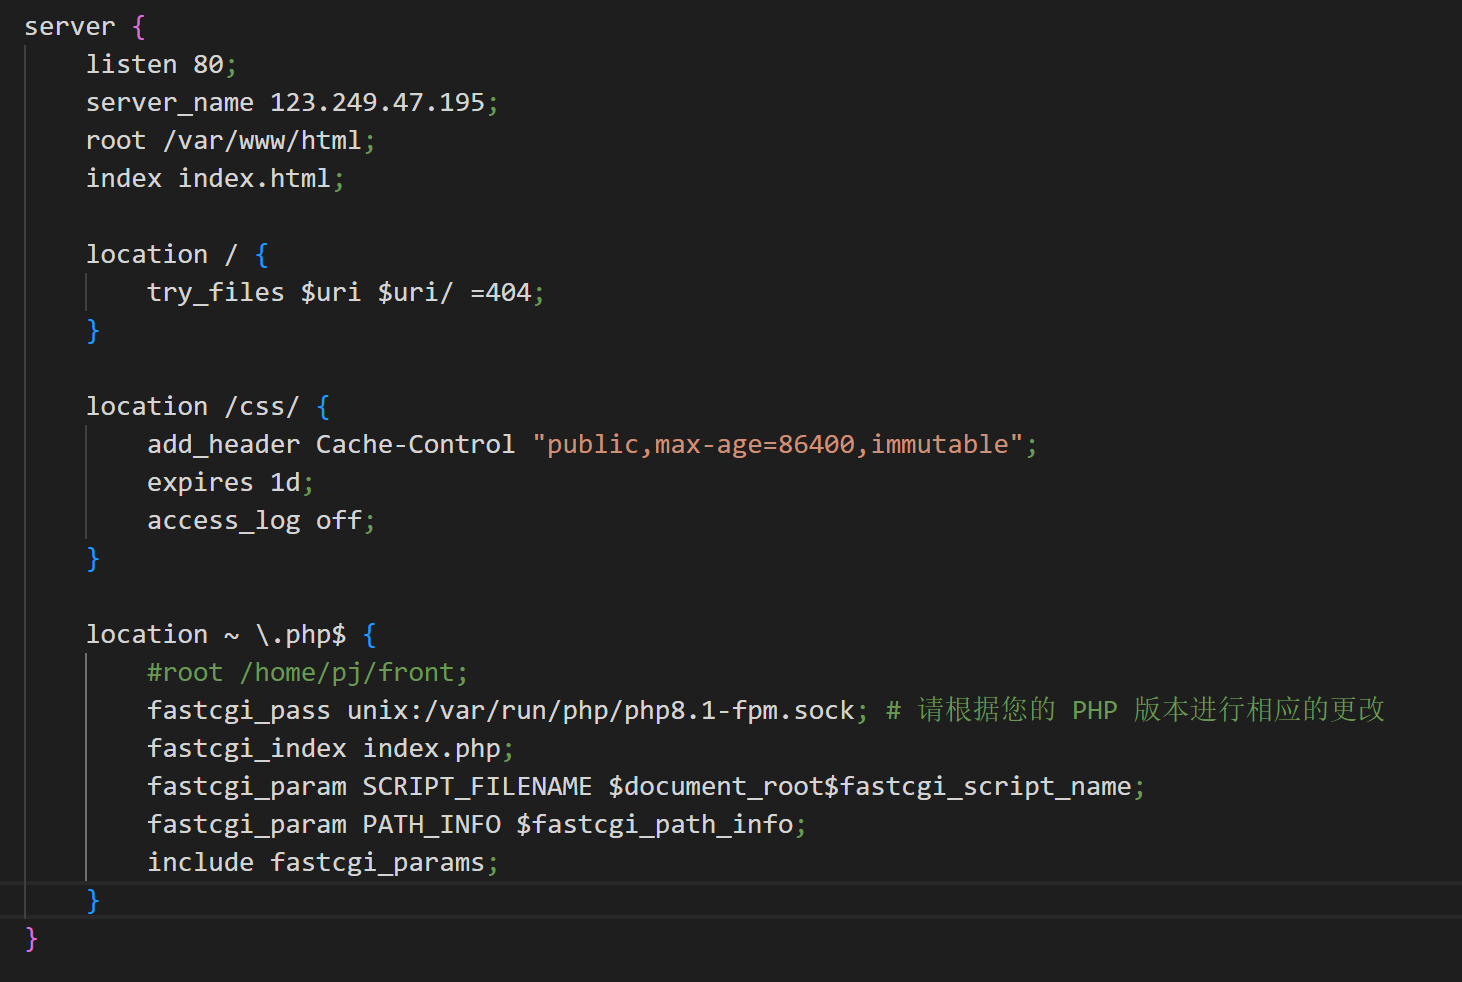 server {
listen 80;
server_name 123.249.47.195;
root /var/www/html;
index index.html;
location / {
try_files $uri $uri/ =404;
}
location /css/ {
add_header Cache-Control "public,max-age=86400,immutable";
expires 1d;
access_log off;
}
location ~ \.php$ {
#root /home/pj/front;
fastcgi_pass unix:/var/run/php/php8.1-fpm.sock; # 请根据您的 PHP 版本进行相应的更改
fastcgi_index index.php;
fastcgi_param SCRIPT_FILENAME $document_root$fastcgi_script_name;
fastcgi_param PATH_INFO $fastcgi_path_info;
include fastcgi_params;
}
}